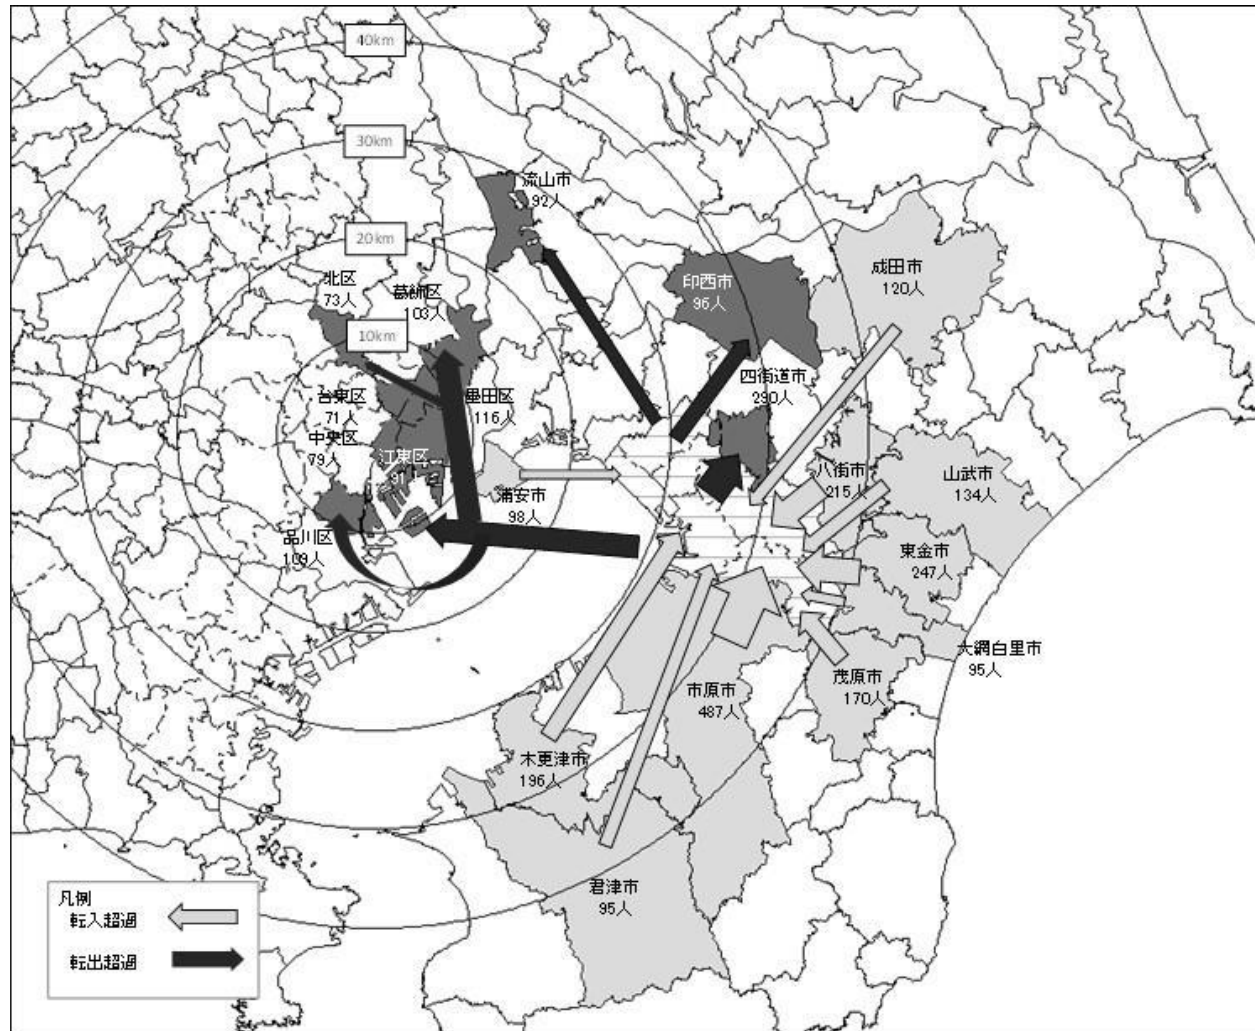 40km
30km
流山市
92人
20km
成田市
120人
印西市
96人
北区
73人
葛飾区
103人
10km
四街道市
290人
台東区
71人
墨田区
116人
中央区
79人
江東区
91
八街市
215人
山武市
134人
浦安市
98人
品川区
109人
東金市
247人
大網白里市
95人
茂原市
170人
市原市
487人
木更津市
196人
君津市
95人
凡例
転入超過
転出超過